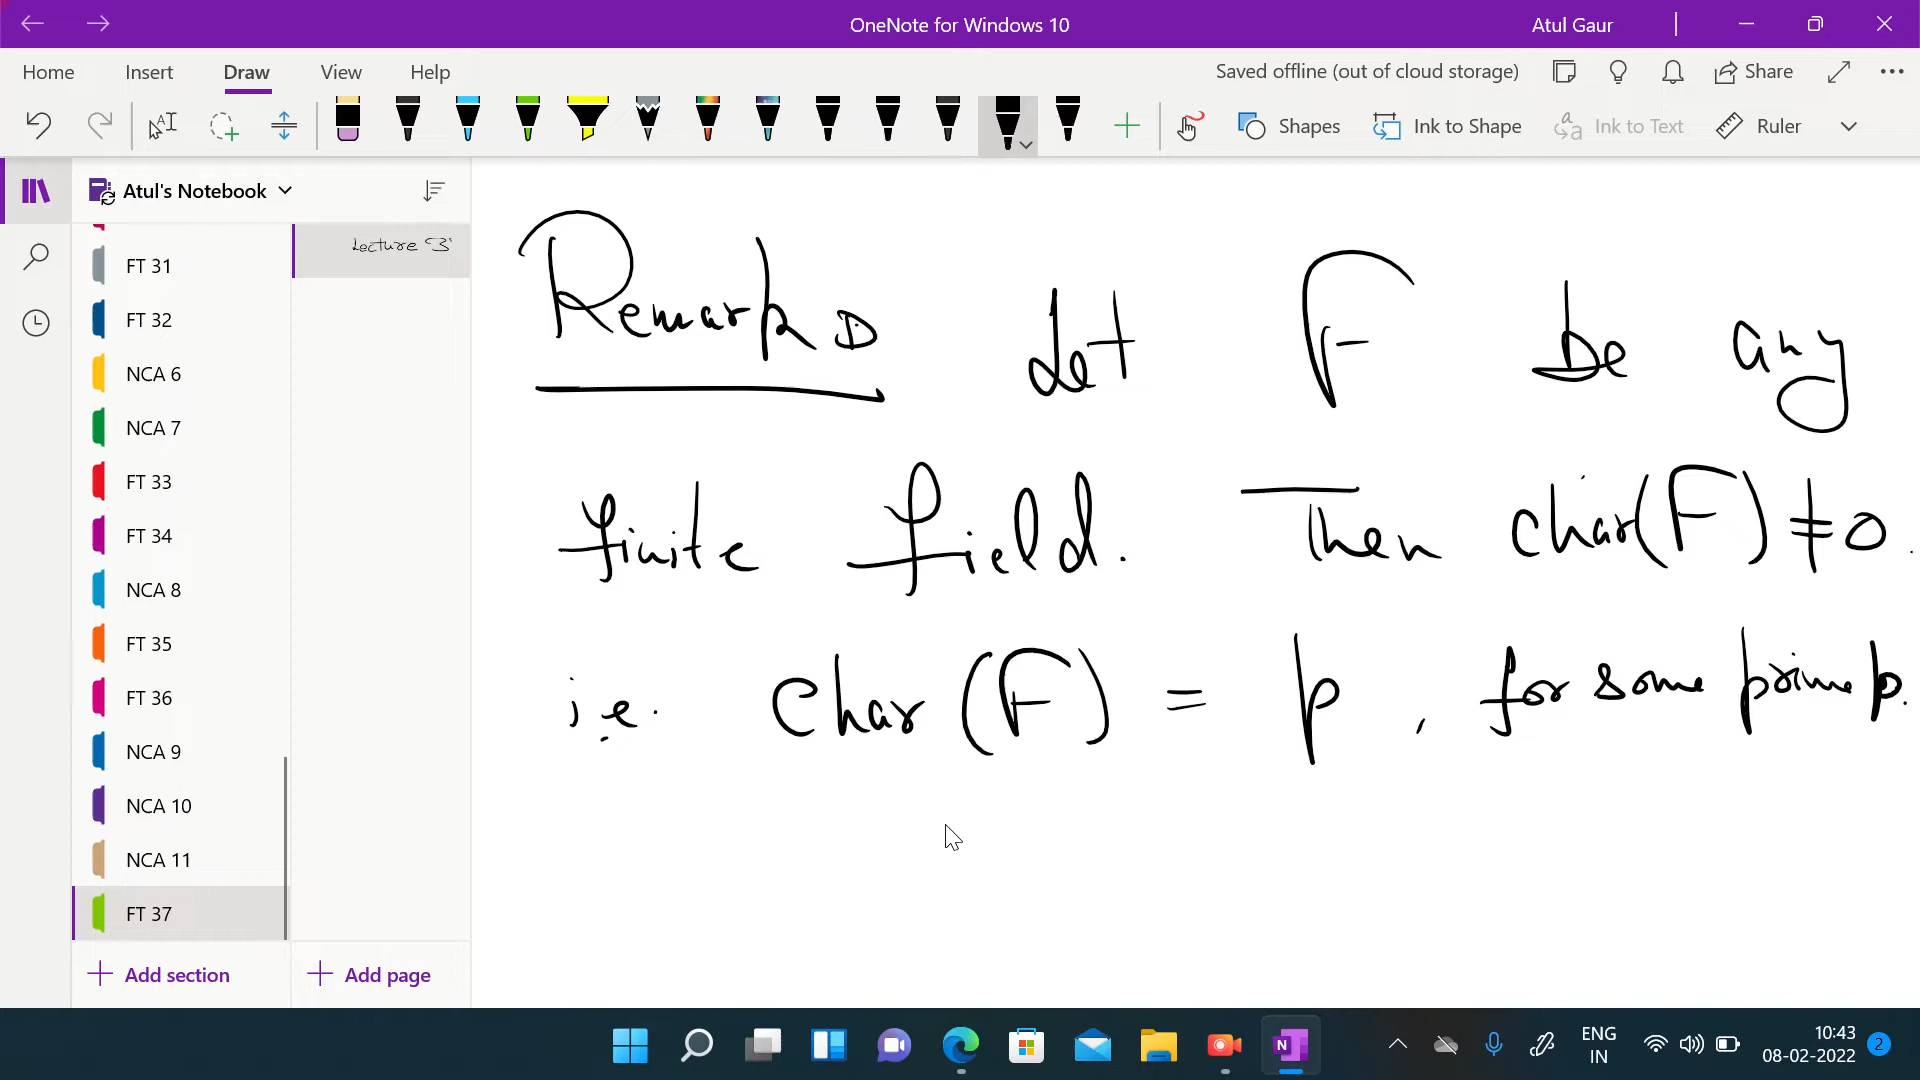 OneNote for Windows 10
Atul Gaur
Home Insert Draw View Help
Saved offline (out of cloud storage)
Share
Shapes
Ink to Shape
Ink to Text
Ruler
Atul's Notebook
FT 31
FT 32
NCA 6
NCA 7
FT 33
FT 34
NCA 8
FT 35
FT 36
NCA 9
NCA 10
NCA 11
FT 37
Add section
Lecture 3
Add page
Remark Let F be any
finite field. Then char(F) ≠ 0.
i.e. char(F) = p, for some prime p.
ENG
IN
10:43
08-02-2022
2